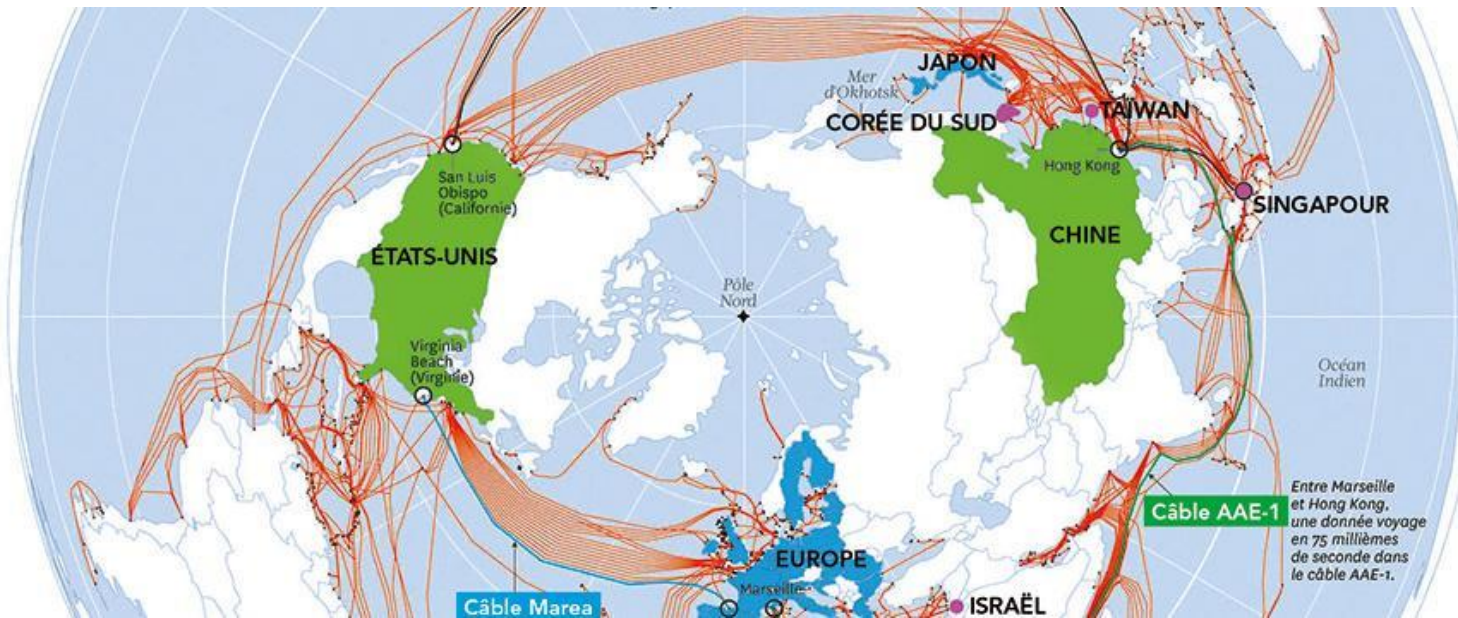 JAPON
Mer
d'Okhotsk
TAÏWAN
CORÉE DU SUD
Hong Kong
San Luis
Obispo
(Californie)
SINGAPOUR
CHINE
ÉTATS-UNIS
Pôle
Nord
Virginia
Beach
(Virginie)
Océan
Indien
Câble AAE-1
Entre Marseille
et Hong Kong,
une donnée voyage
en 75 millièmes
de seconde dans
le câble AAE-1.
EUROPE
Marseille
Câble Marea
ISRAËL